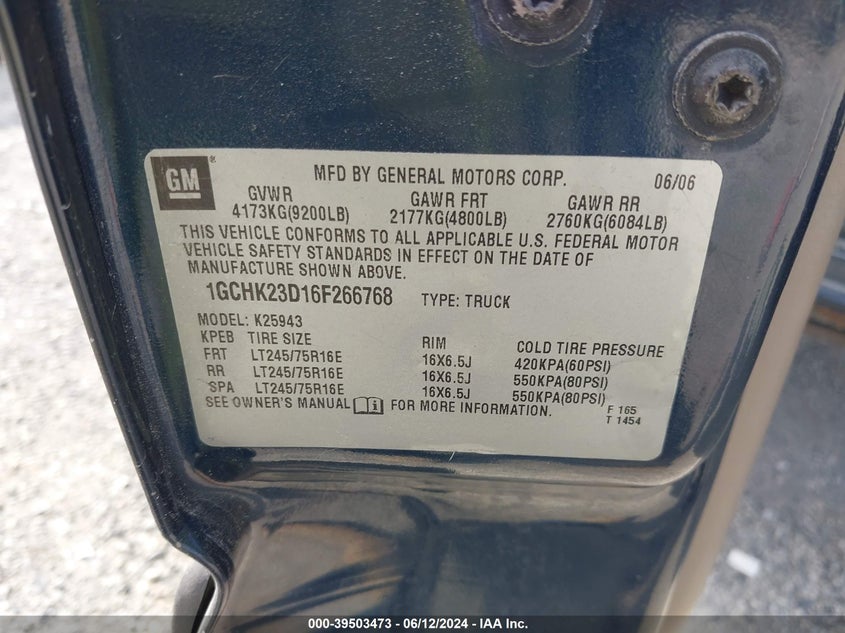 GM®
MFD BY GENERAL MOTORS CORP. 06/06
GVWR GAWR FRT GAWR RR
4173KG(9200LB) 2177KG(4800LB) 2760KG(6084LB)
THIS VEHICLE CONFORMS TO ALL APPLICABLE U.S. FEDERAL MOTOR
VEHICLE SAFETY STANDARDS IN EFFECT ON THE DATE OF
MANUFACTURE SHOWN ABOVE.
1GCHK23D16F266768 TYPE: TRUCK
MODEL: K25943
KPEB TIRE SIZE RIM COLD TIRE PRESSURE
FRT LT245/75R16E 16X6.5J 420KPA(60PSI)
RR LT245/75R16E 16X6.5J 550KPA(80PSI)
SPA LT245/75R16E 16X6.5J 550KPA(80PSI)
SEE OWNER'S MANUAL FOR MORE INFORMATION.
F 165
T 1454
000-39503473 - 06/12/2024 - IAA Inc.